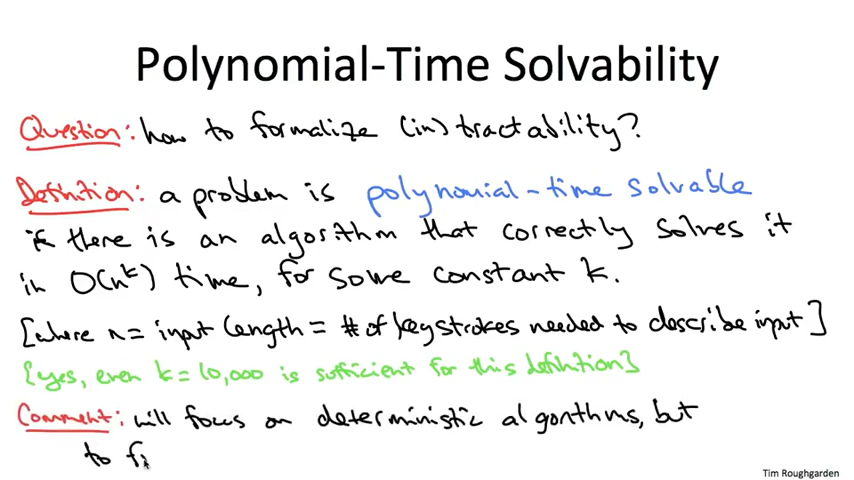 Polynomial-Time Solvability
Question: how to formalize (in)tractability?
Definition: a problem is polynomial-time solvable
if there is an algorithm that correctly solves it
in O(n^k) time, for some constant k.
[where n = input length = # of keystrokes needed to describe input]
[yes, even k = 10,000 is sufficient for this definition]
Comment: will focus on deterministic algorithms, but
to fi
Tim Roughgarden